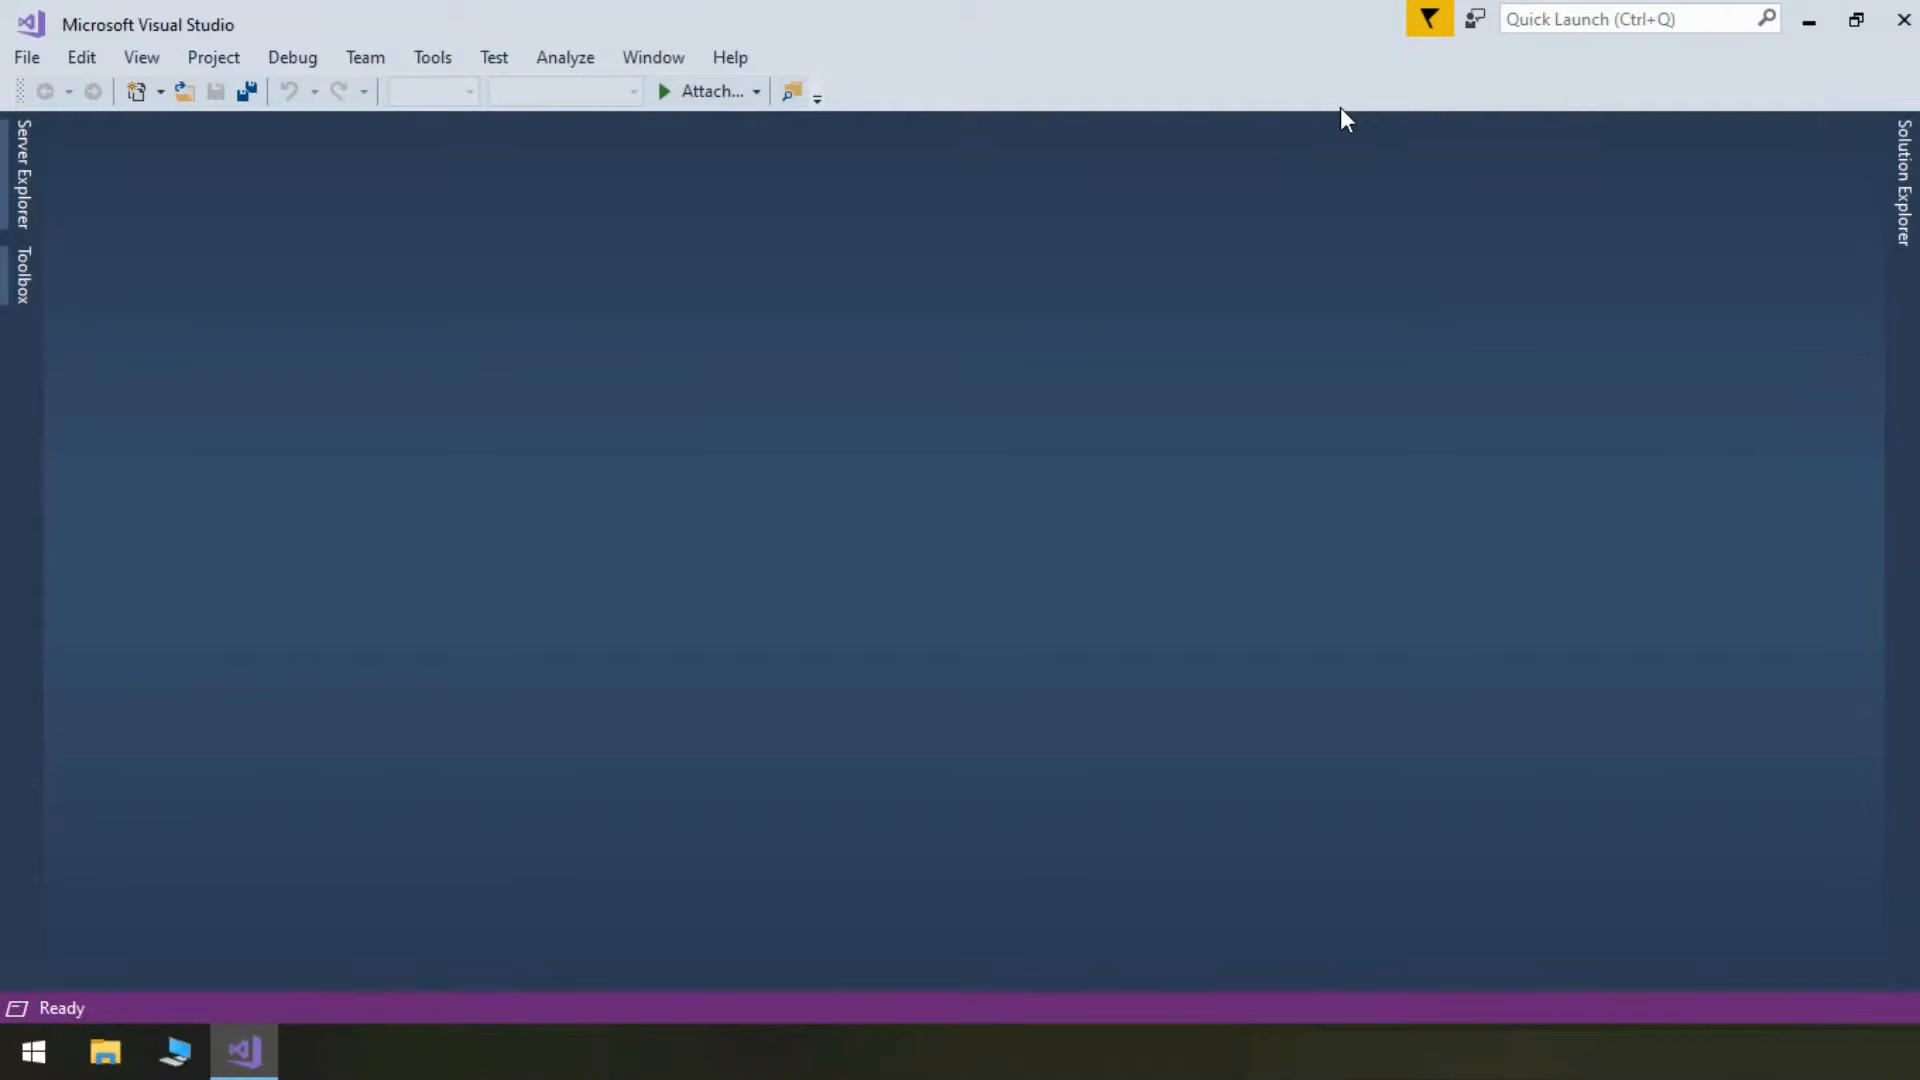 Microsoft Visual Studio
Quick Launch (Ctrl+Q)
File Edit View Project Debug Team Tools Test Analyze Window Help
Attach...
Server Explorer
Toolbox
Solution Explorer
Ready